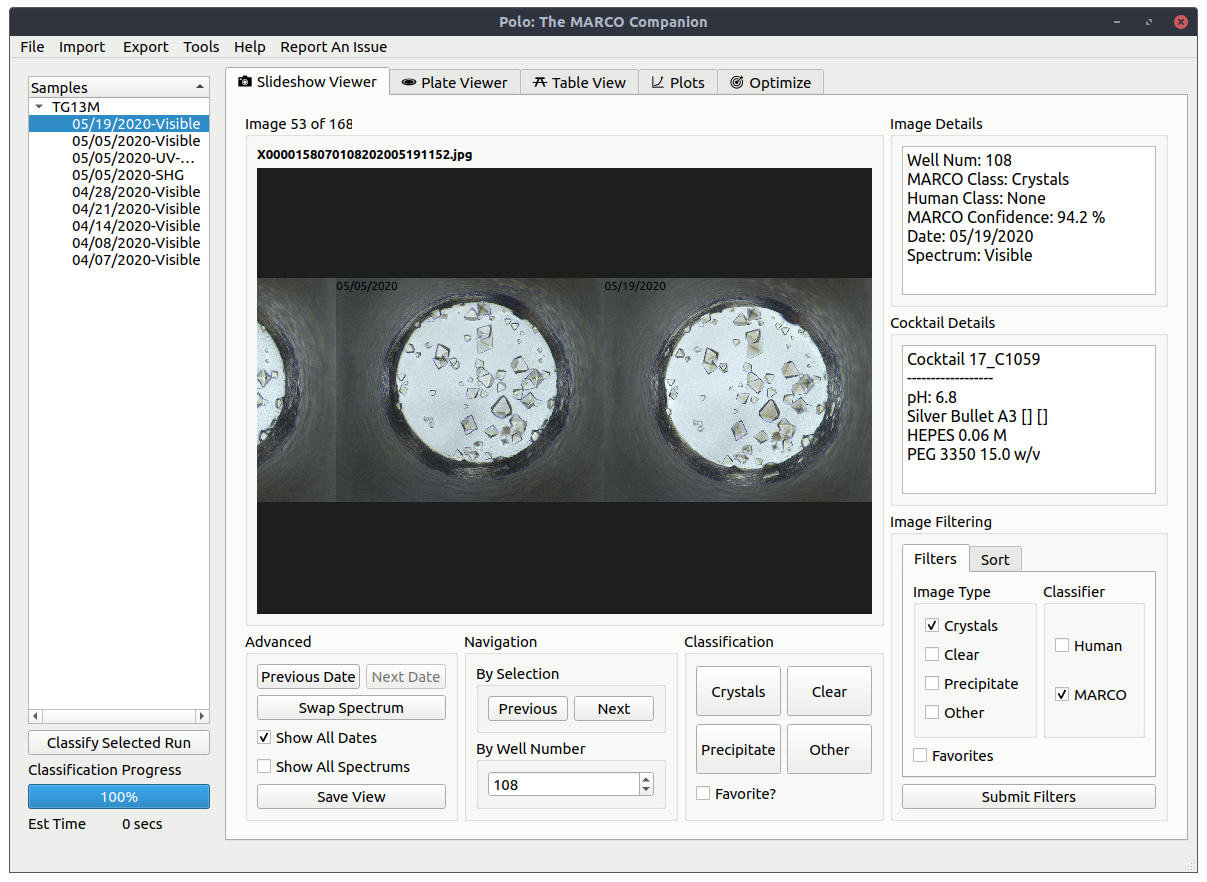 Polo: The MARCO Companion
File Import Export Tools Help Report An Issue
Samples
TG13M
05/19/2020-Visible
05/05/2020-Visible
05/05/2020-UV-...
05/05/2020-SHG
04/28/2020-Visible
04/21/2020-Visible
04/14/2020-Visible
04/08/2020-Visible
04/07/2020-Visible
Classify Selected Run
Classification Progress
100%
Est Time 0 secs
Slideshow Viewer Plate Viewer Table View Plots Optimize
Image 53 of 168
X0000158070108202005191152.jpg
05/05/2020 05/19/2020
Advanced
Previous Date Next Date
Swap Spectrum
Show All Dates
Show All Spectrums
Save View
Navigation
By Selection
Previous Next
By Well Number
108
Classification
Crystals Clear
Precipitate Other
Favorite?
Image Details
Well Num: 108
MARCO Class: Crystals
Human Class: None
MARCO Confidence: 94.2 %
Date: 05/19/2020
Spectrum: Visible
Cocktail Details
Cocktail 17_C1059
------------------
pH: 6.8
Silver Bullet A3 [] []
HEPES 0.06 M
PEG 3350 15.0 w/v
Image Filtering
Filters Sort
Image Type
Crystals
Clear
Precipitate
Other
Classifier
Human
MARCO
Favorites
Submit Filters